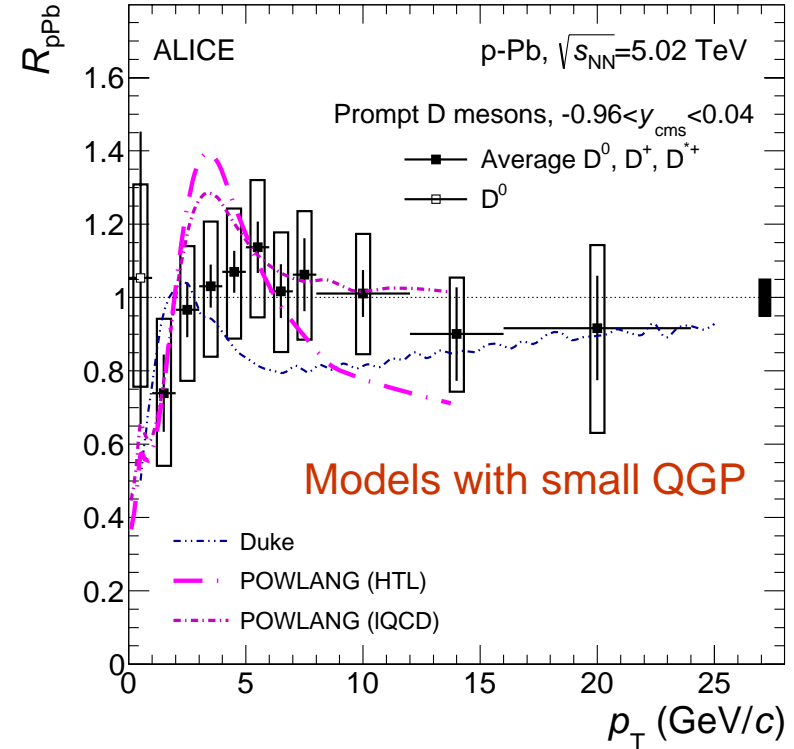 R_pPb
ALICE
p-Pb, √s_NN=5.02 TeV
Prompt D mesons, -0.96<y_cms<0.04
Average D⁰, D⁺, D*⁺
D⁰
Models with small QGP
Duke
POWLANG (HTL)
POWLANG (lQCD)
1.6
1.4
1.2
1
0.8
0.6
0.4
0.2
0
0 5 10 15 20 25
p_T (GeV/c)